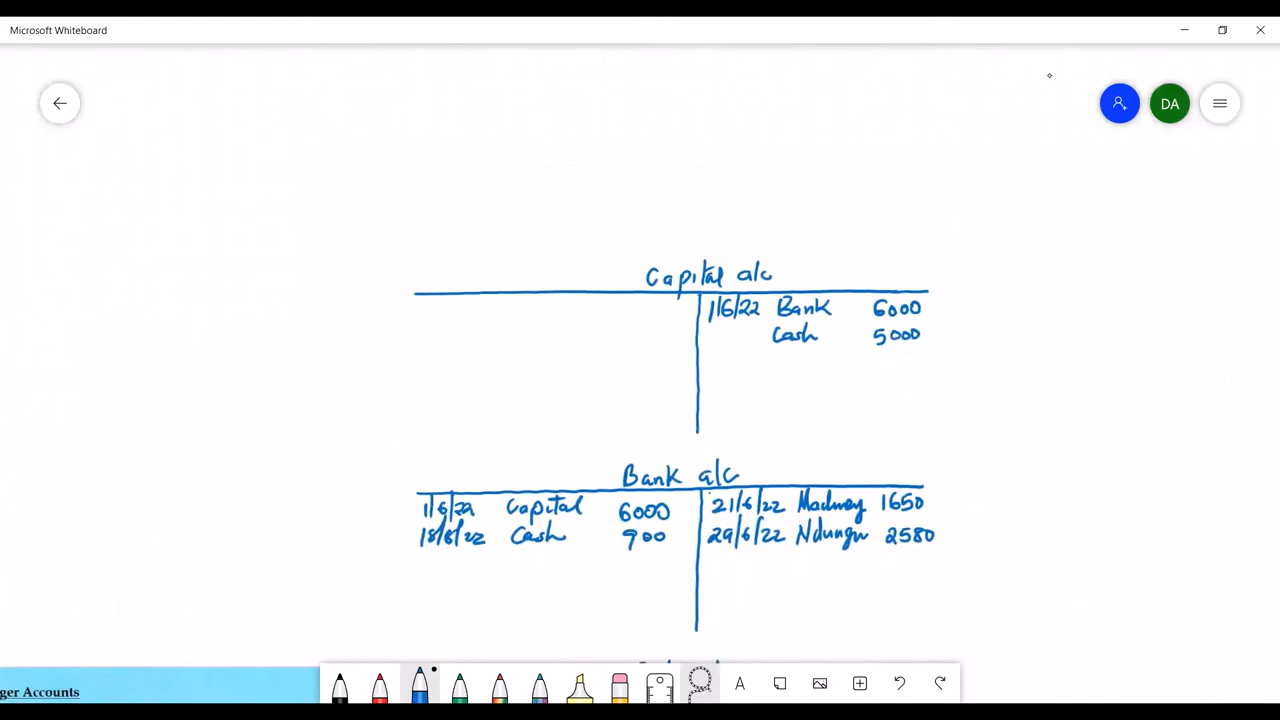 Microsoft Whiteboard
DA
Capital a/c
1/6/22 Bank 6000
Cash 5000
Bank a/c
1/6/22 Capital 6000 21/6/22 1650
18/6/22 Cash 900 29/6/22 Ndungu 2580
ger Accounts
A